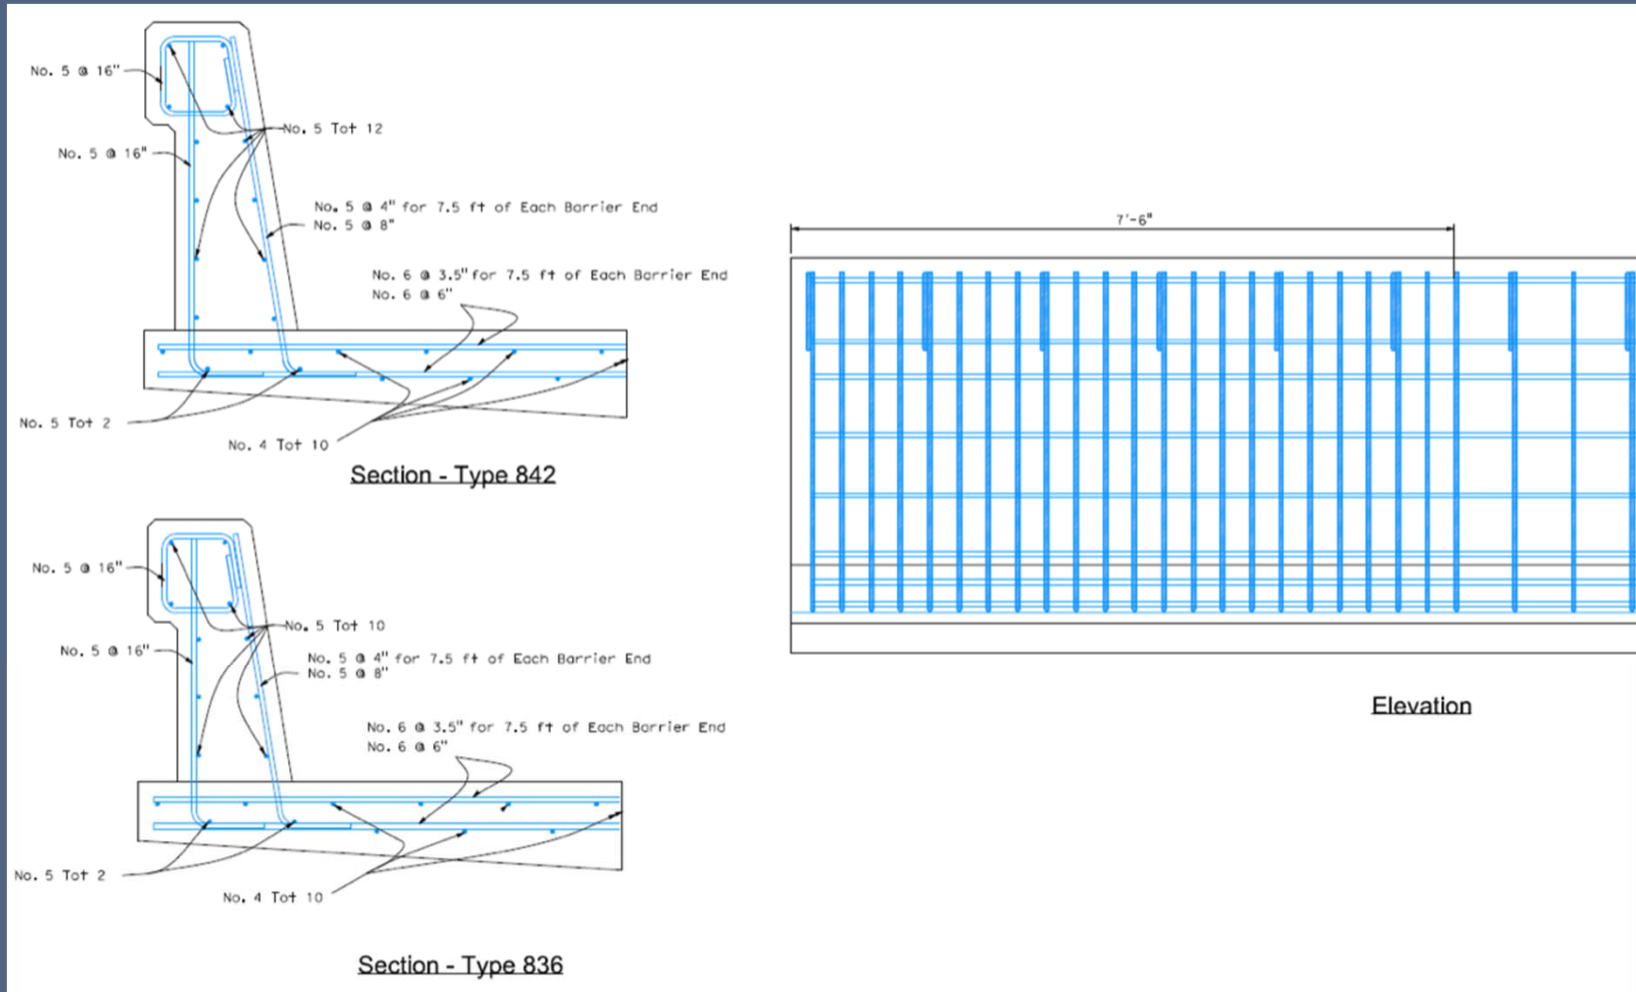 No. 5 @ 16"
No. 5 Tot 12
No. 5 @ 16"
No. 5 @ 4" for 7.5 ft of Each Barrier End
No. 5 @ 8"
No. 6 @ 3.5" for 7.5 ft of Each Barrier End
No. 6 @ 6"
No. 5 Tot 2
No. 4 Tot 10
Section - Type 842
No. 5 @ 16"
No. 5 Tot 10
No. 5 @ 16"
No. 5 @ 4" for 7.5 ft of Each Barrier End
No. 5 @ 8"
No. 6 @ 3.5" for 7.5 ft of Each Barrier End
No. 6 @ 6"
No. 5 Tot 2
No. 4 Tot 10
Section - Type 836
7'-6"
Elevation